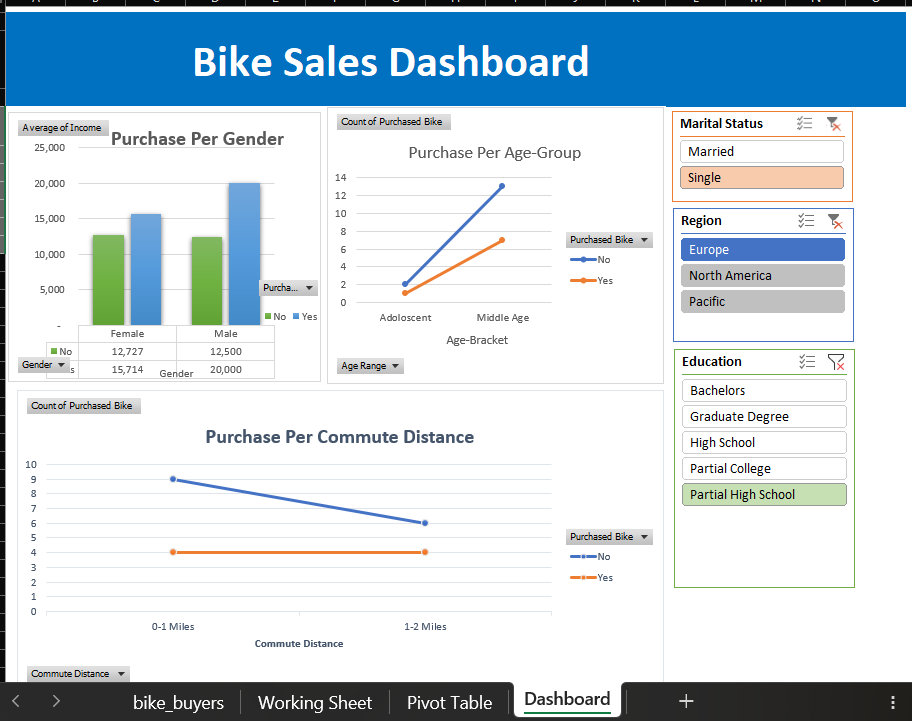 Bike Sales Dashboard
Average of Income
Purchase Per Gender
25,000
20,000
15,000
10,000
5,000
-
Purcha...
No Yes
Female Male
No 12,727 12,500
s 15,714 20,000
Gender
Gender
Count of Purchased Bike
Purchase Per Age-Group
14
12
10
8
6
4
2
0
Adoloscent Middle Age
Age-Bracket
Purchased Bike
No
Yes
Age Range
Marital Status
Married
Single
Region
Europe
North America
Pacific
Education
Bachelors
Graduate Degree
High School
Partial College
Partial High School
Count of Purchased Bike
Purchase Per Commute Distance
10
9
8
7
6
5
4
3
2
1
0
0-1 Miles 1-2 Miles
Commute Distance
Purchased Bike
No
Yes
Commute Distance
bike_buyers Working Sheet Pivot Table Dashboard